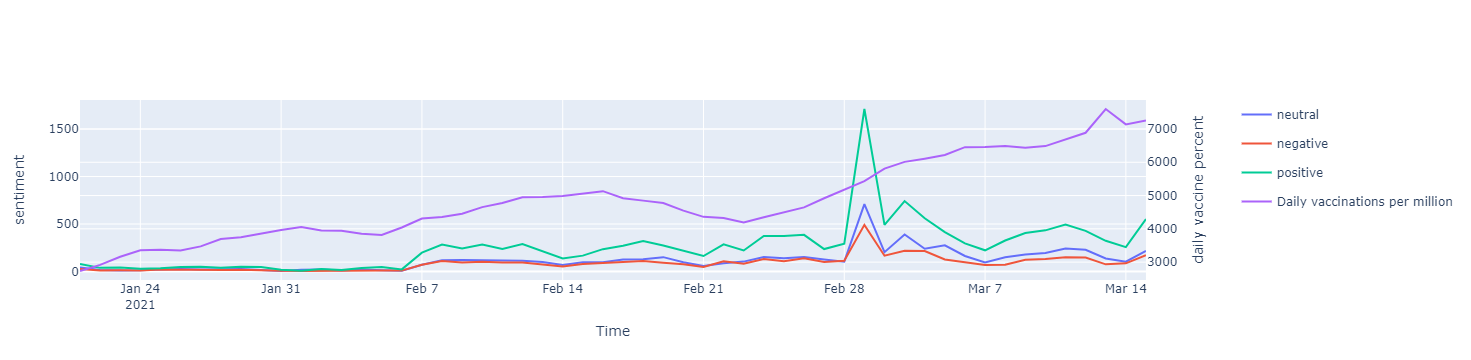 1500
1000
500
0
sentiment
7000
6000
5000
4000
3000
daily vaccine percent
Jan 24
2021
Jan 31
Feb 7
Feb 14
Feb 21
Feb 28
Mar 7
Mar 14
Time
neutral
negative
positive
Daily vaccinations per million